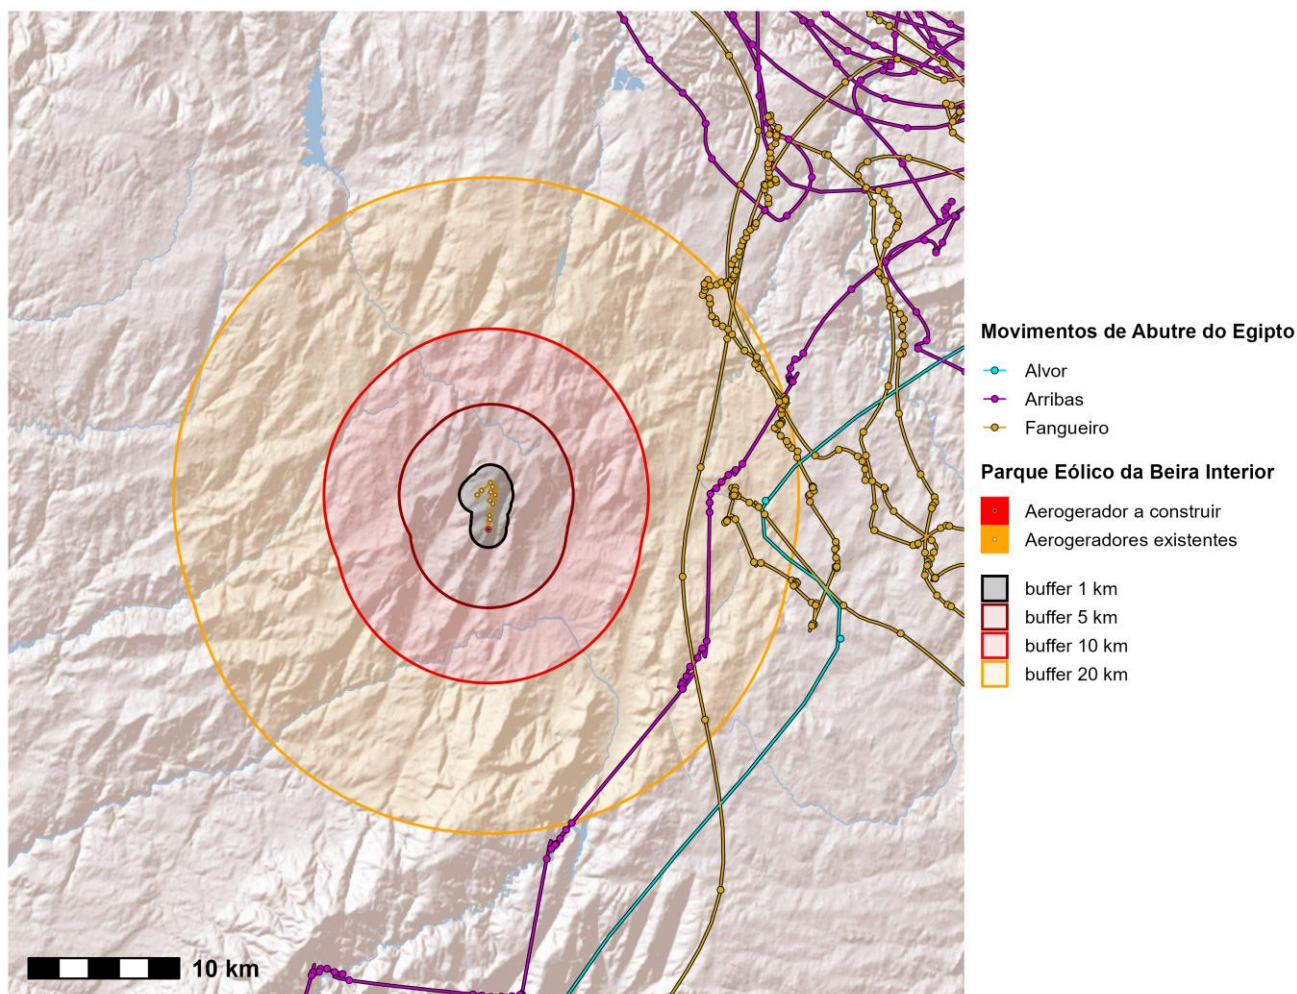 Movimentos de Abutre do Egipto
Alvor
Arribas
Fangueiro
Parque Eólico da Beira Interior
Aerogerador a construir
Aerogeradores existentes
buffer 1 km
buffer 5 km
buffer 10 km
buffer 20 km
10 km